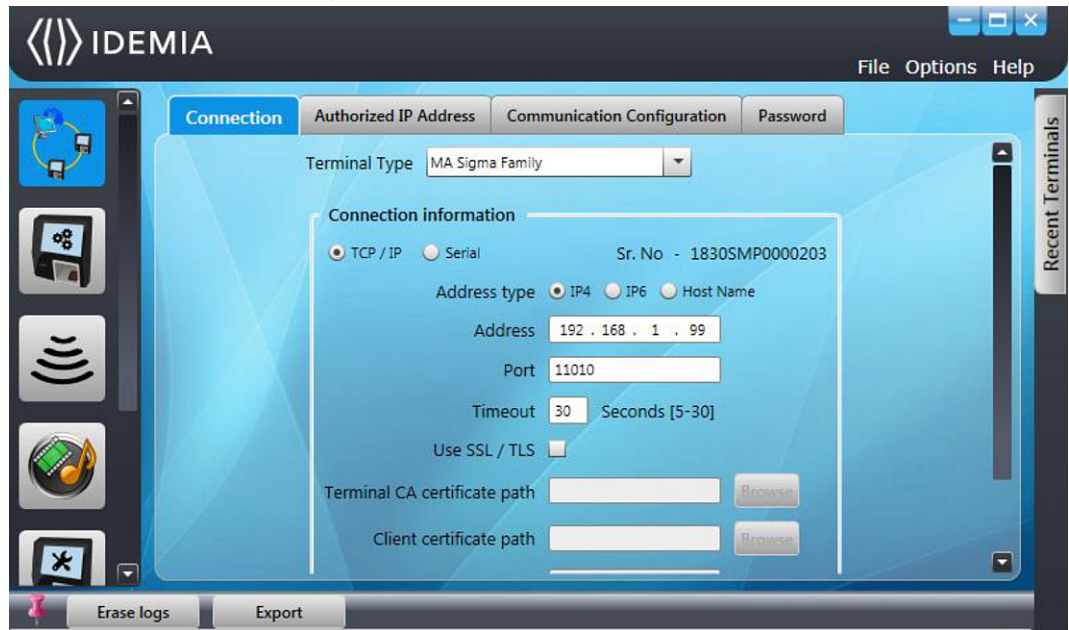 IDEMIA
File Options Help
Connection Authorized IP Address Communication Configuration Password
Recent Terminals
Terminal Type MA Sigma Family
Connection information
TCP / IP Serial Sr. No - 1830SMP0000203
Address type IP4 IP6 Host Name
Address 192 . 168 . 1 . 99
Port 11010
Timeout 30 Seconds [5-30]
Use SSL / TLS
Terminal CA certificate path Browse
Client certificate path Browse
Erase logs Export